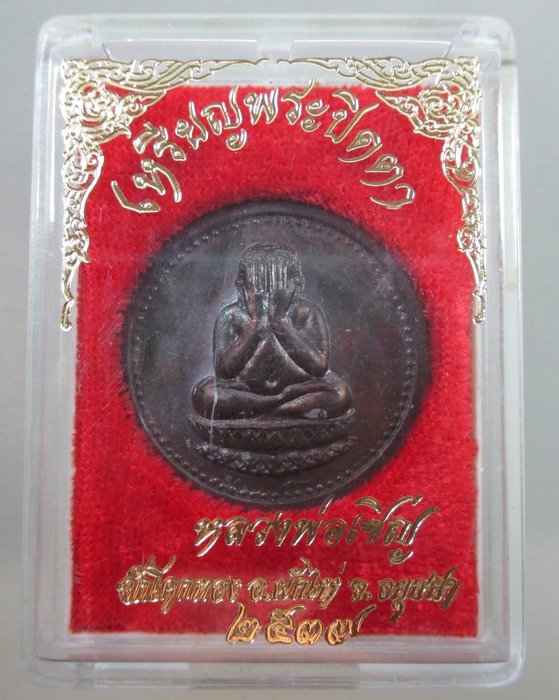 เหรียญพระปิดตา
หลวงพ่อเชิญ
วัดโคกทอง อ.ผักไห่ จ.อยุธยา
๒๕๓๗